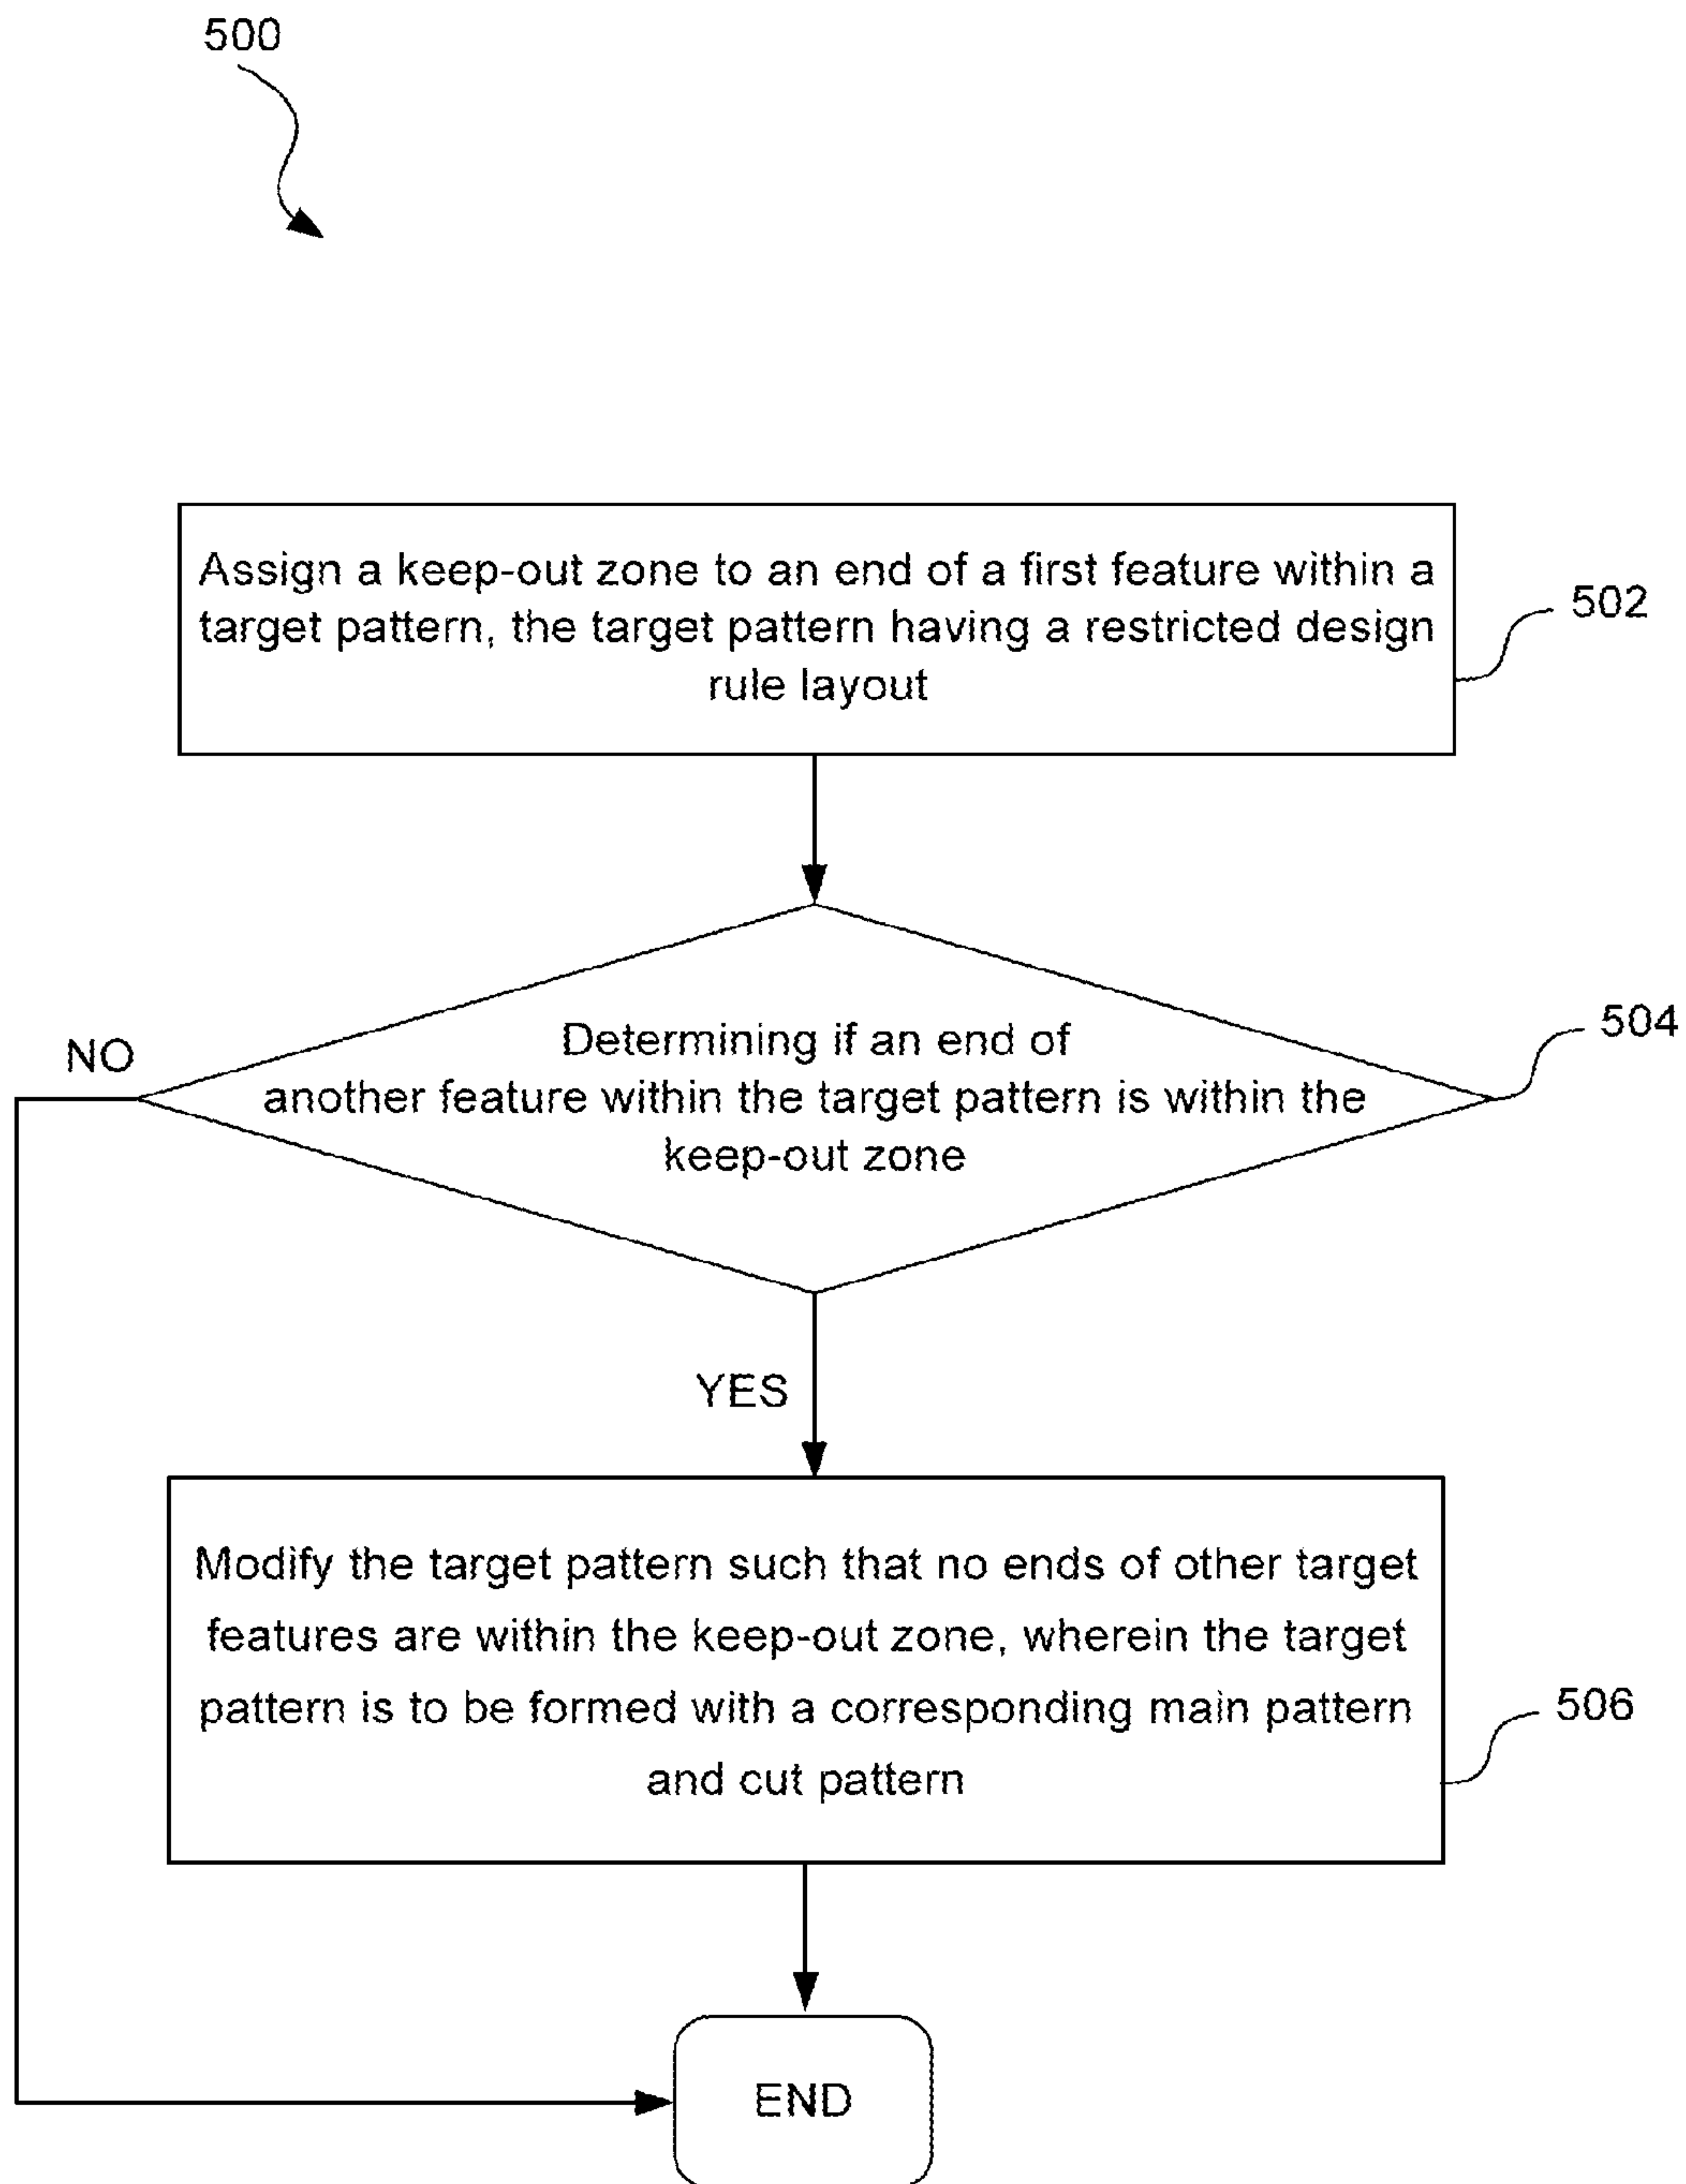 500
Assign a keep-out zone to an end of a first feature within a
target pattern, the target pattern having a restricted design
rule layout
502
Determining if an end of
another feature within the target pattern is within the
keep-out zone
504
NO
YES
Modify the target pattern such that no ends of other target
features are within the keep-out zone, wherein the target
pattern is to be formed with a corresponding main pattern
and cut pattern
506
END